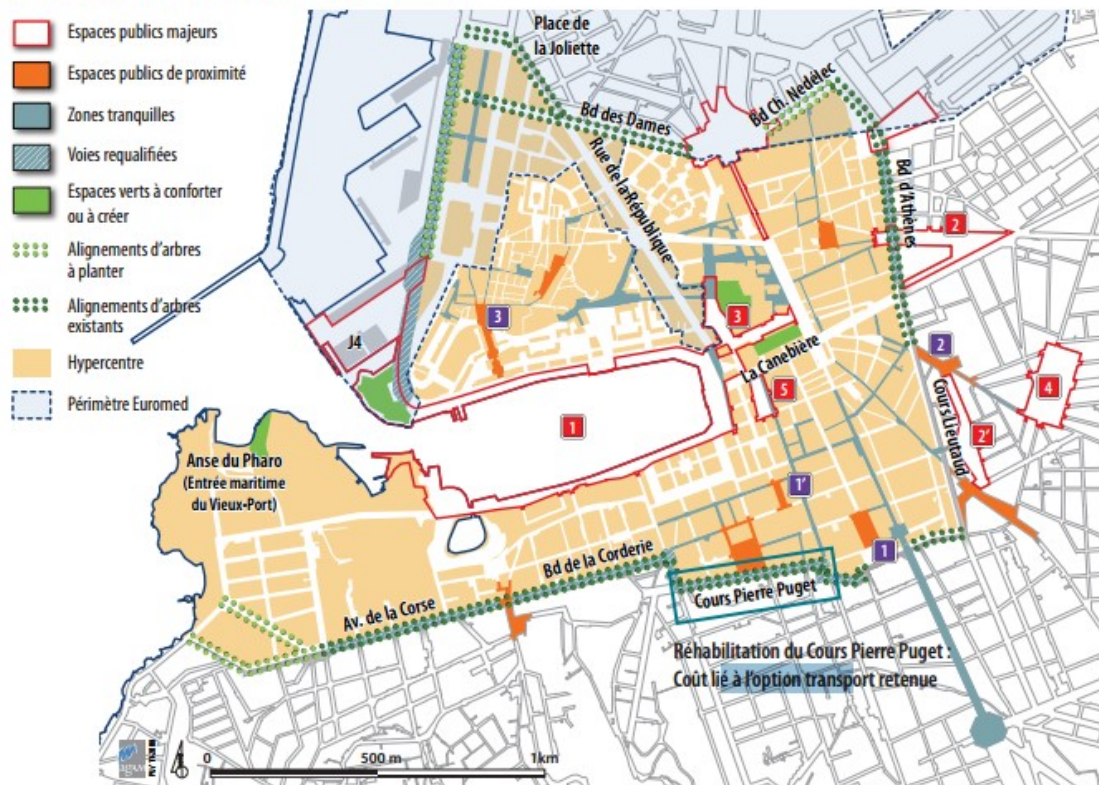 Espaces publics majeurs
Espaces publics de proximité
Zones tranquilles
Voies requalifiées
Espaces verts à conforter
ou à créer
Alignements d'arbres
à planter
Alignements d'arbres
existants
Hypercentre
Périmètre Euromed
Place de
la Joliette
Bd des Dames
Bd Ch. Nedélec
Rue de la République
Bd d'Athènes
2
3
3
J4
La Canebière
2
5
4
1
Cours Lieutaud
2'
Anse du Pharo
(Entrée maritime
du Vieux-Port)
1'
1
Bd de la Corderie
Av. de la Corse
Cours Pierre Puget
Réhabilitation du Cours Pierre Puget :
Coût lié à l'option transport retenue
0 500 m 1km